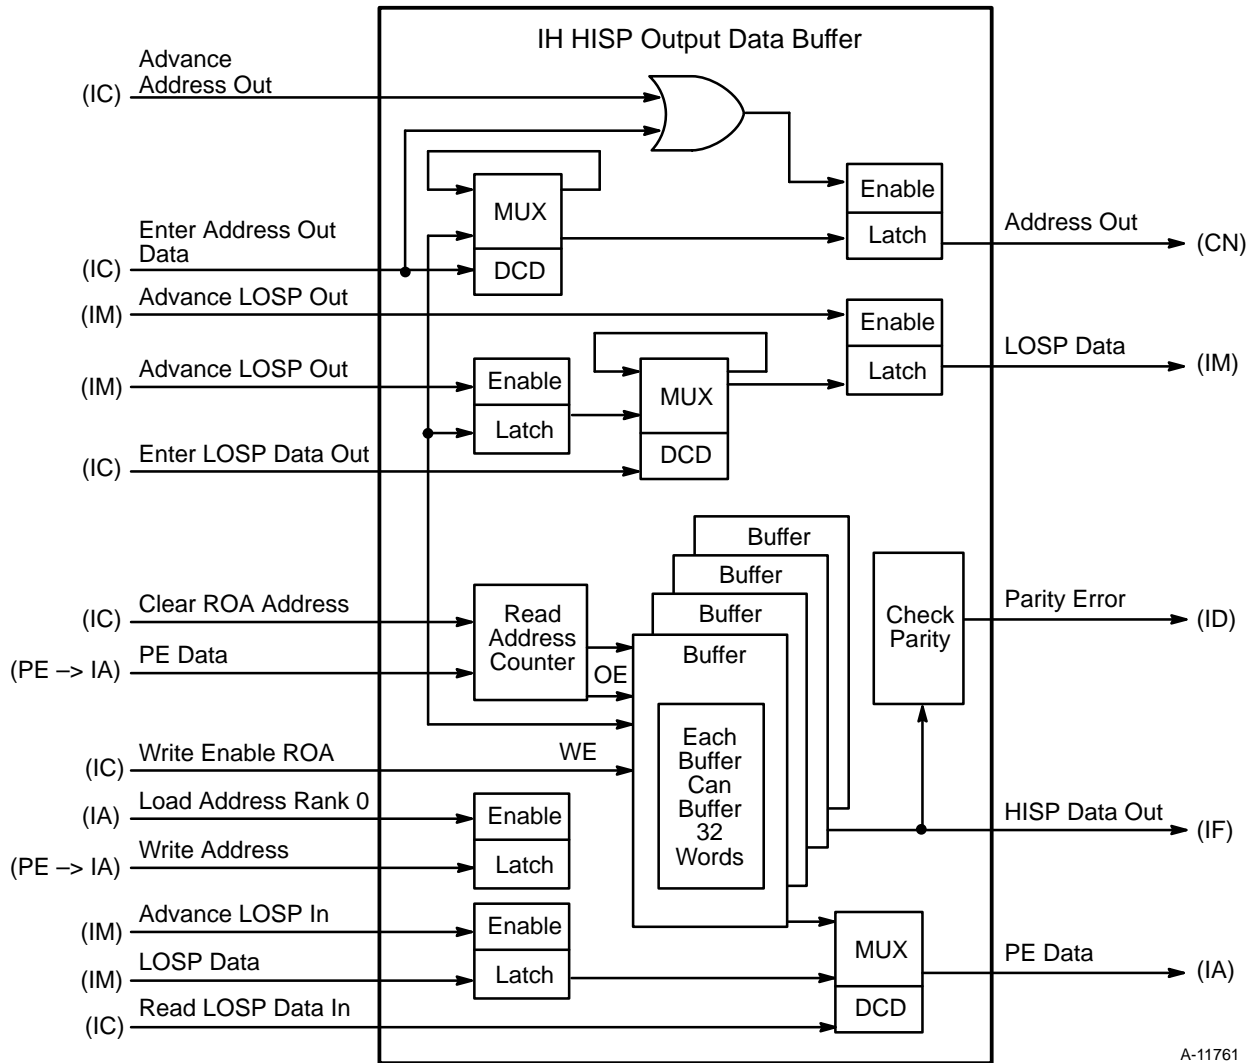 IH HISP Output Data Buffer
Advance
Address Out
(IC)
MUX
DCD
Enter Address Out
Data
(IC)
Enable
Latch
Address Out
(CN)
Advance LOSP Out
(IM)
Enable
Latch
LOSP Data
(IM)
Advance LOSP Out
(IM)
Enable
Latch
MUX
DCD
Enter LOSP Data Out
(IC)
Buffer
Buffer
Buffer
Buffer
Clear ROA Address
(IC)
Read
Address
Counter
PE Data
(PE –> IA)
OE
Check
Parity
Parity Error
(ID)
Write Enable ROA
(IC)
WE
Each
Buffer
Can
Buffer
32
Words
Load Address Rank 0
(IA)
Enable
Latch
Write Address
(PE –> IA)
HISP Data Out
(IF)
Advance LOSP In
(IM)
Enable
Latch
LOSP Data
(IM)
MUX
DCD
PE Data
(IA)
Read LOSP Data In
(IC)
A-11761